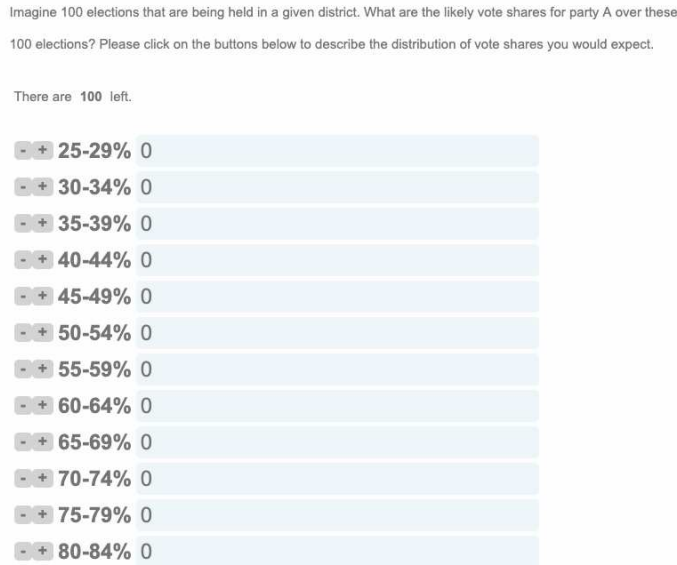 Imagine 100 elections that are being held in a given district. What are the likely vote shares for party A over these
100 elections? Please click on the buttons below to describe the distribution of vote shares you would expect.
There are 100 left.
- + 25-29% 0
- + 30-34% 0
- + 35-39% 0
- + 40-44% 0
- + 45-49% 0
- + 50-54% 0
- + 55-59% 0
- + 60-64% 0
- + 65-69% 0
- + 70-74% 0
- + 75-79% 0
- + 80-84% 0